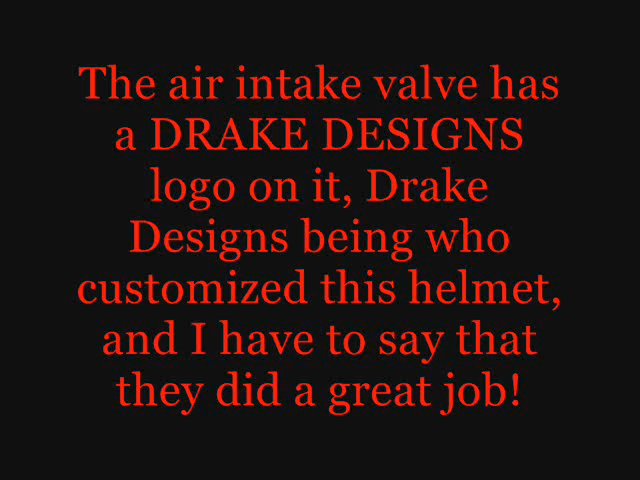 The air intake valve has
a DRAKE DESIGNS
logo on it, Drake
Designs being who
customized this helmet,
and I have to say that
they did a great job!